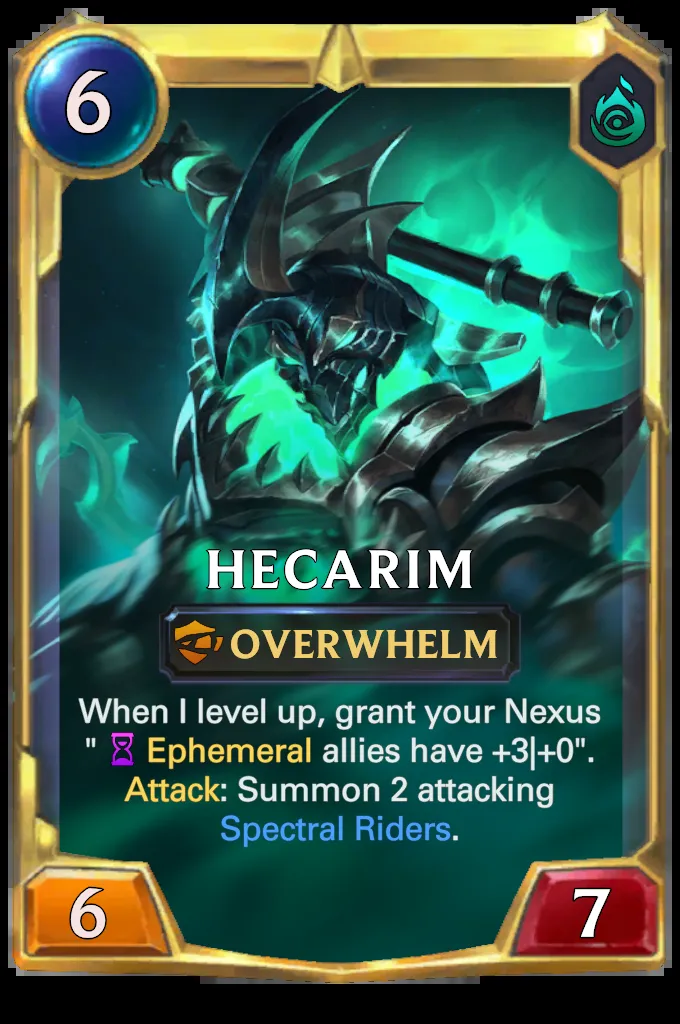 6
HECARIM
OVERWHELM
When I level up, grant your Nexus
" Ephemeral allies have +3|+0".
Attack: Summon 2 attacking
Spectral Riders.
6
7